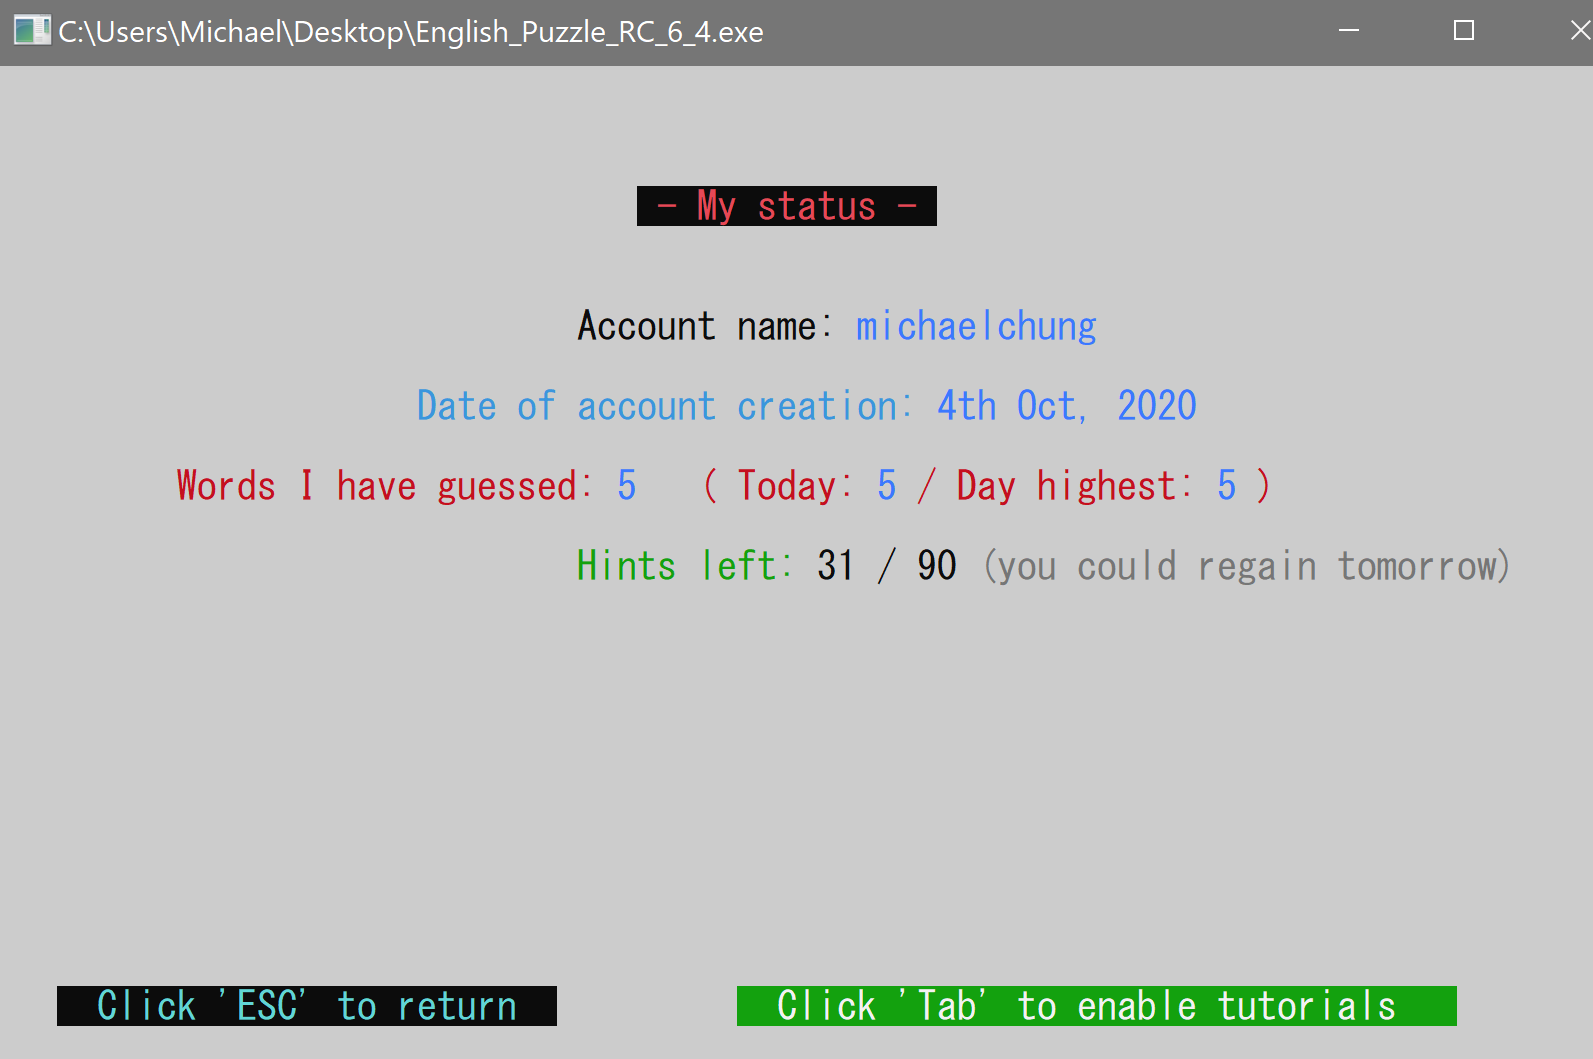 C:\Users\Michael\Desktop\English_Puzzle_RC_6_4.exe
- My status -
Account name: michaelchung
Date of account creation: 4th Oct, 2020
Words I have guessed: 5 ( Today: 5 / Day highest: 5 )
Hints left: 31 / 90 (you could regain tomorrow)
Click 'ESC' to return
Click 'Tab' to enable tutorials